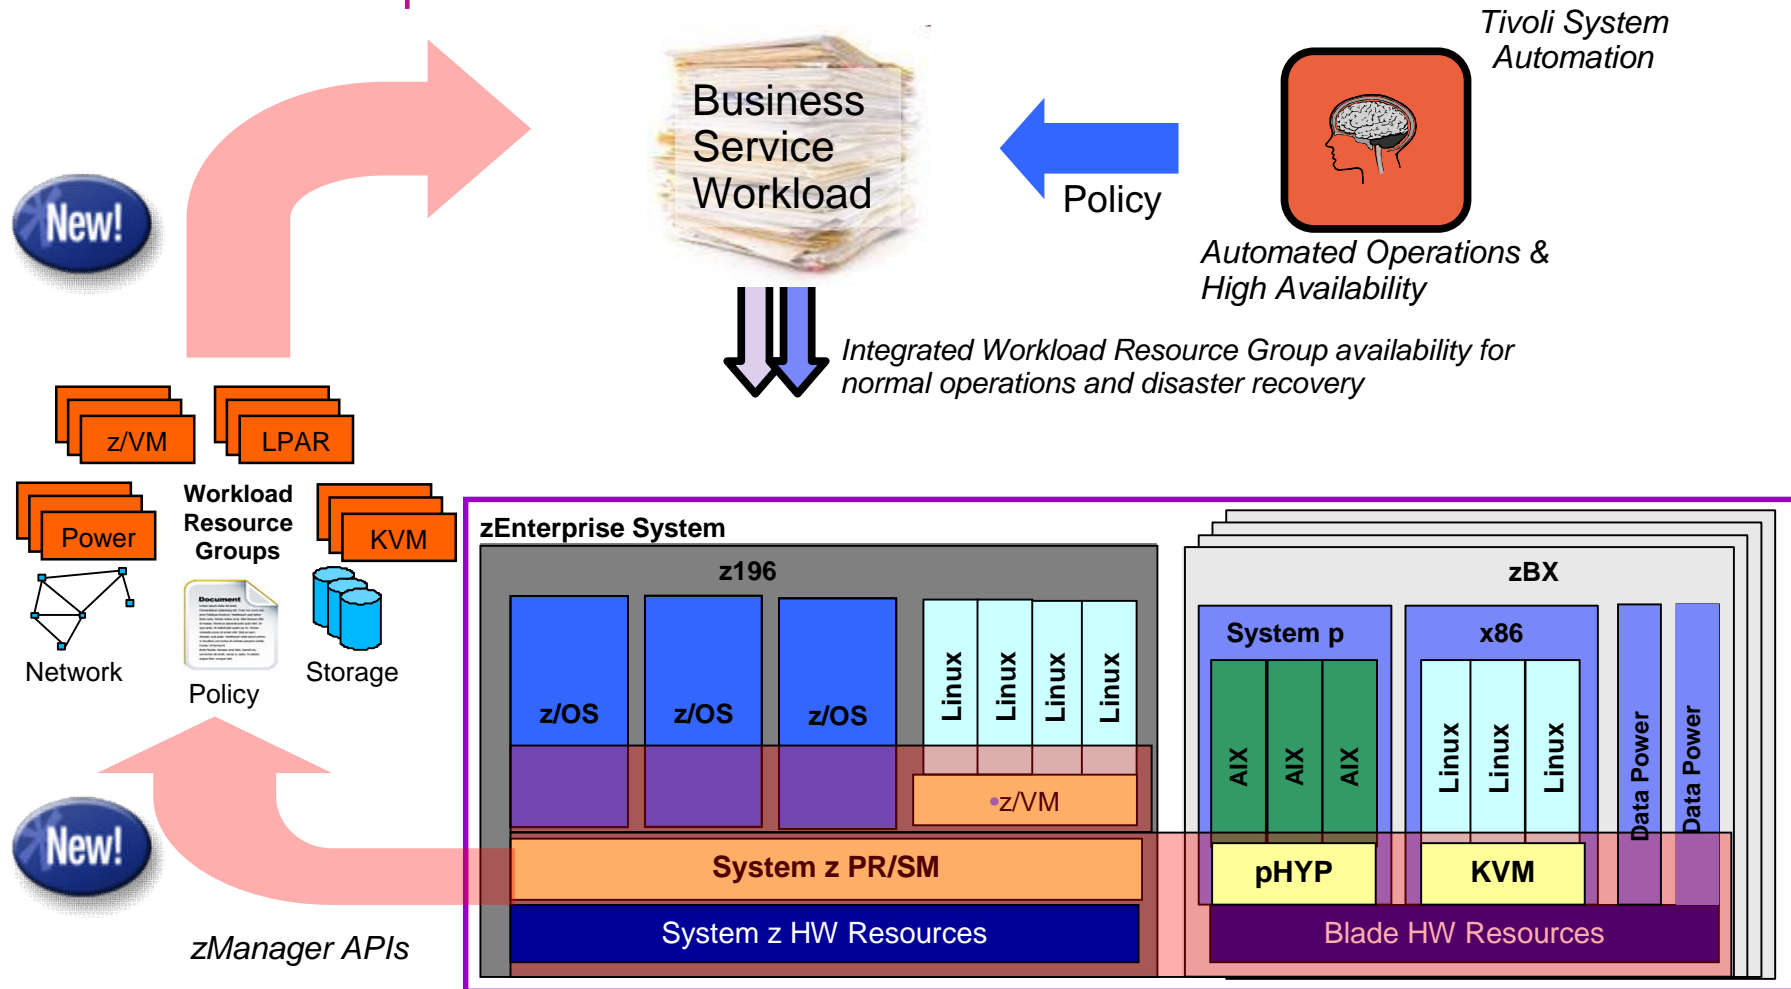 Tivoli System
Automation
Business
Service
Workload
Policy
Automated Operations &
High Availability
New!
Integrated Workload Resource Group availability for
normal operations and disaster recovery
z/VM
LPAR
Workload
Resource
Groups
Power
KVM
Document
Network
Policy
Storage
New!
zManager APIs
zEnterprise System
z196
z/OS
z/OS
z/OS
Linux
Linux
Linux
Linux
•z/VM
System z PR/SM
System z HW Resources
zBX
System p
x86
AIX
AIX
AIX
Linux
Linux
Linux
Data Power
Data Power
pHYP
KVM
Blade HW Resources